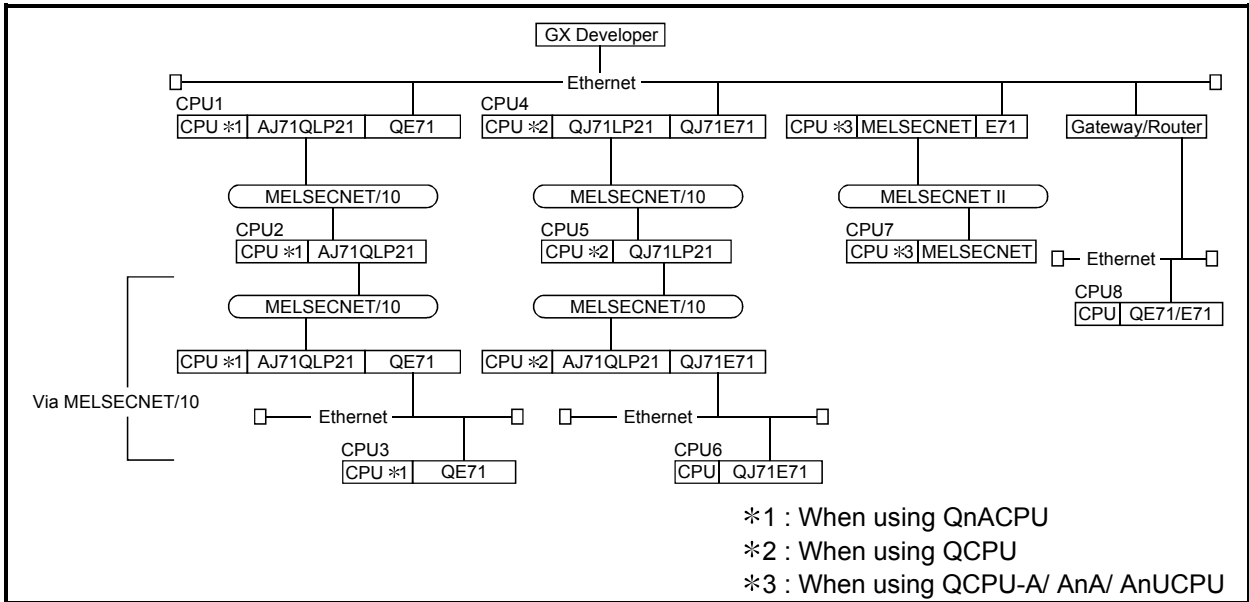 GX Developer
Ethernet
CPU1
CPU ✻1 AJ71QLP21 QE71
CPU4
CPU ✻2 QJ71LP21 QJ71E71
CPU ✻3 MELSECNET E71
Gateway/Router
MELSECNET/10
MELSECNET/10
MELSECNET II
CPU2
CPU ✻1 AJ71QLP21
CPU5
CPU ✻2 QJ71LP21
CPU7
CPU ✻3 MELSECNET
Ethernet
CPU8
CPU QE71/E71
MELSECNET/10
MELSECNET/10
CPU ✻1 AJ71QLP21 QE71
CPU ✻2 AJ71QLP21 QJ71E71
Via MELSECNET/10
Ethernet
Ethernet
CPU3
CPU ✻1 QE71
CPU6
CPU QJ71E71
✻1 : When using QnACPU
✻2 : When using QCPU
✻3 : When using QCPU-A/ AnA/ AnUCPU